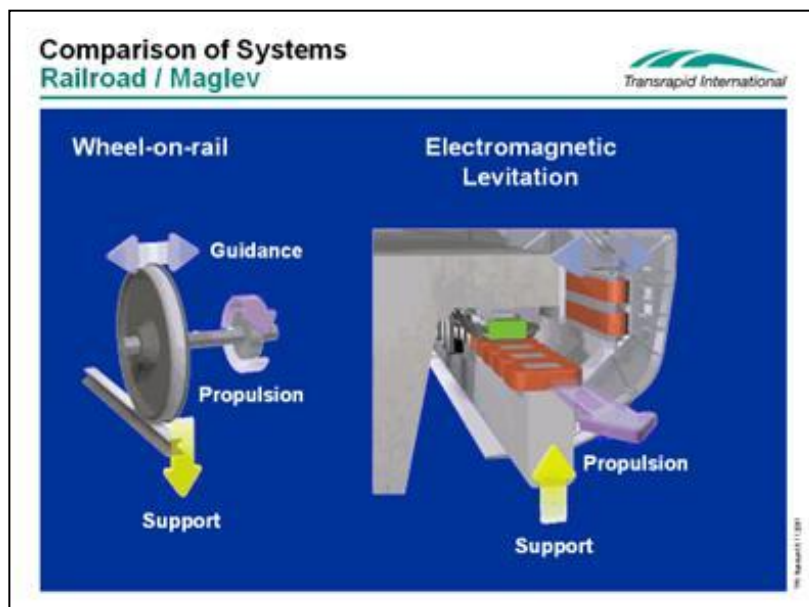 Comparison of Systems
Railroad / Maglev
Transrapid International
Wheel-on-rail
Electromagnetic
Levitation
Guidance
Propulsion
Support
Propulsion
Support